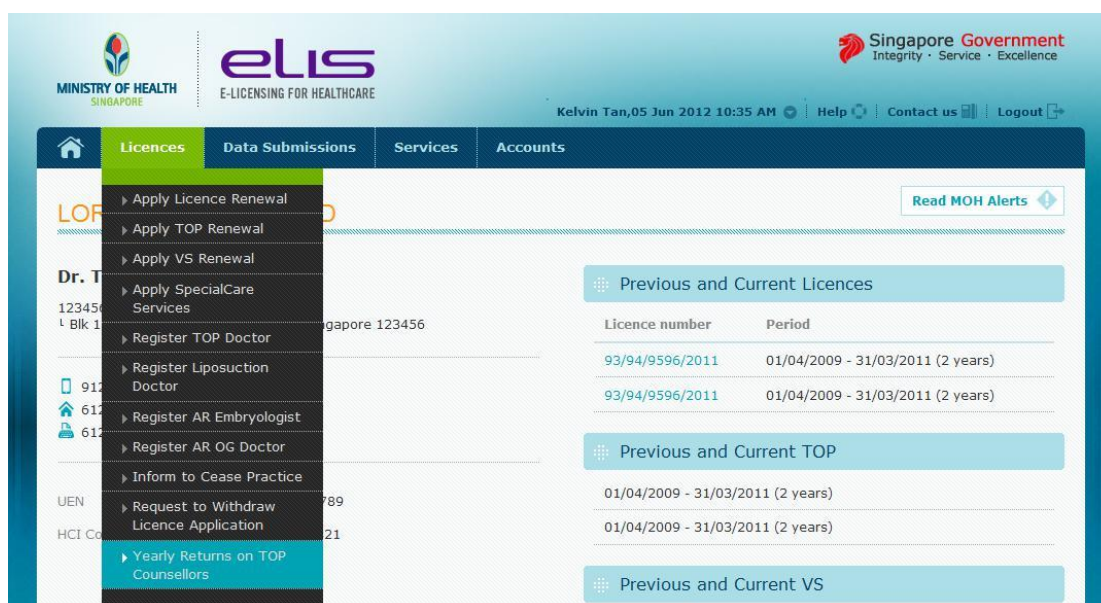 MINISTRY OF HEALTH
SINGAPORE
elis
E-LICENSING FOR HEALTHCARE
Singapore Government
Integrity · Service · Excellence
Kelvin Tan,05 Jun 2012 10:35 AM Help Contact us Logout
Licences Data Submissions Services Accounts
Read MOH Alerts
Apply Licence Renewal
Apply TOP Renewal
Apply VS Renewal
Apply SpecialCare
Services
Register TOP Doctor
Register Liposuction
Doctor
Register AR Embryologist
Register AR OG Doctor
Inform to Cease Practice
Request to Withdraw
Licence Application
Yearly Returns on TOP
Counsellors
LOR
Dr. T
12345
Blk 1
gapore 123456
912
612
612
UEN
789
HCI Co
21
Previous and Current Licences
Licence number Period
93/94/9596/2011 01/04/2009 - 31/03/2011 (2 years)
93/94/9596/2011 01/04/2009 - 31/03/2011 (2 years)
Previous and Current TOP
01/04/2009 - 31/03/2011 (2 years)
01/04/2009 - 31/03/2011 (2 years)
Previous and Current VS